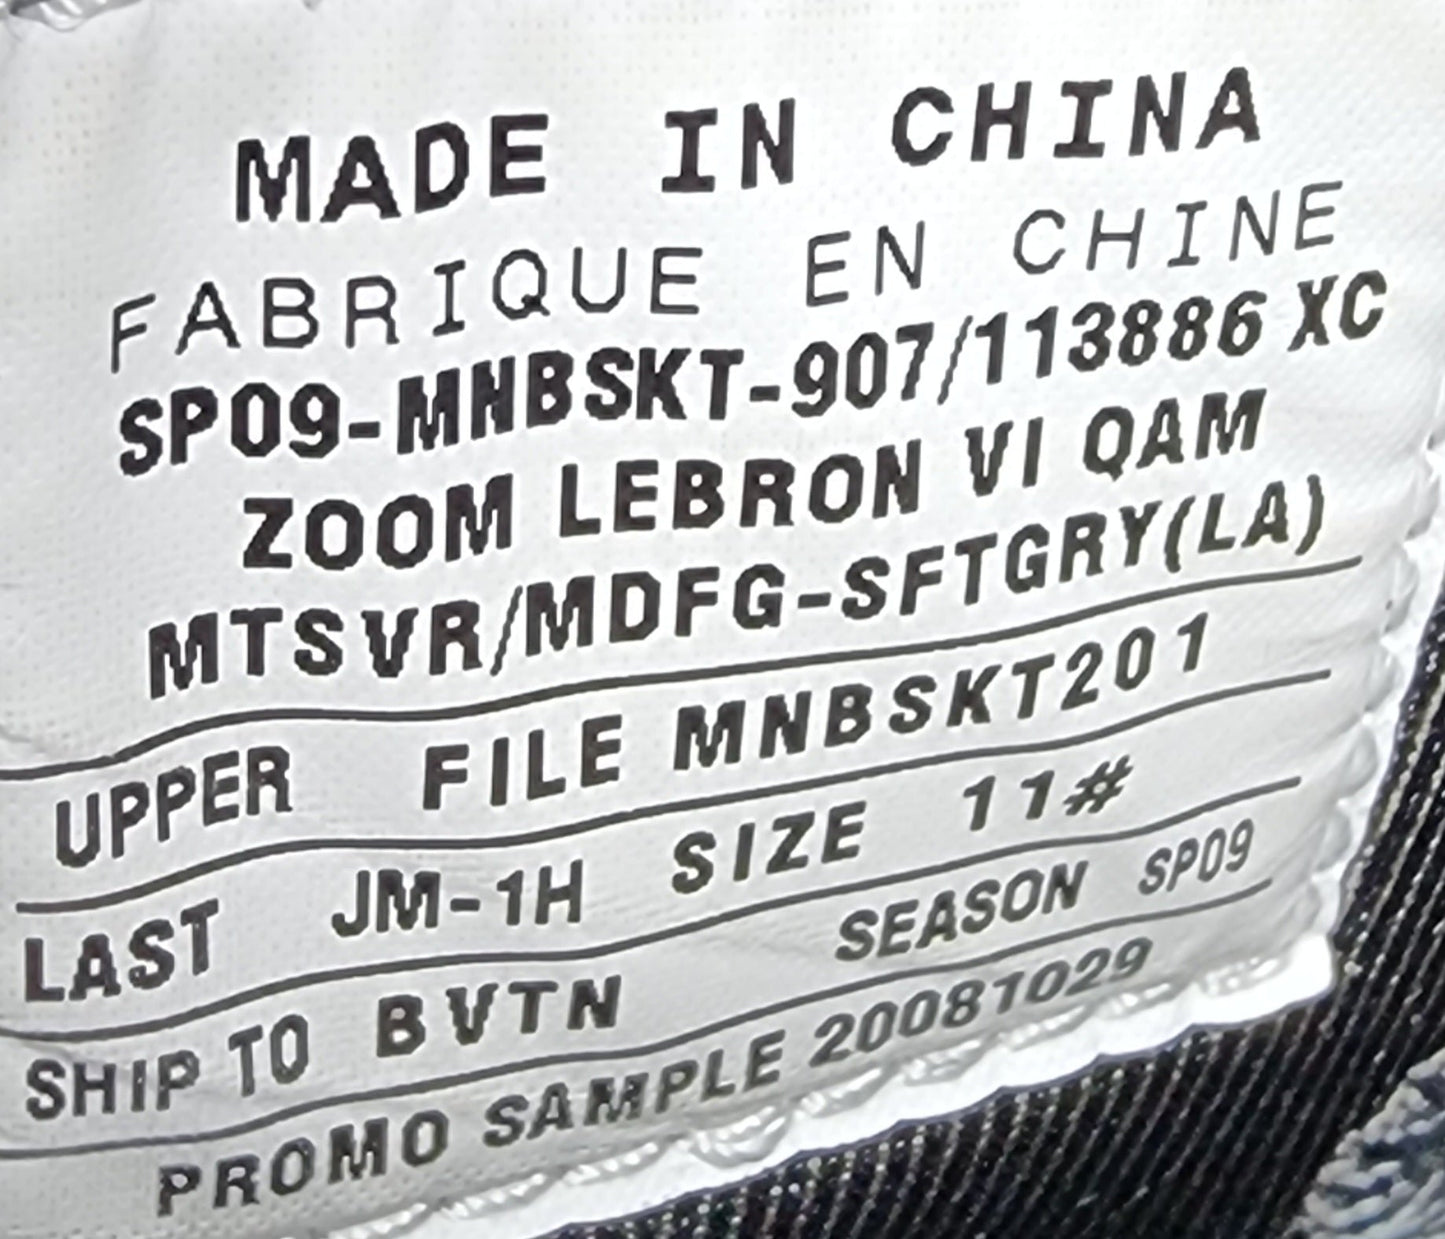 MADE IN CHINA
FABRIQUE EN CHINE
SP09-MNBSKT-907/113886 XC
ZOOM LEBRON VI QAM
MTSVR/MDFG-SFTGRY(LA)
UPPER FILE MNBSKT201
LAST JM-1H SIZE 11#
SHIP TO BVTN SEASON SP09
PROMO SAMPLE 20081029